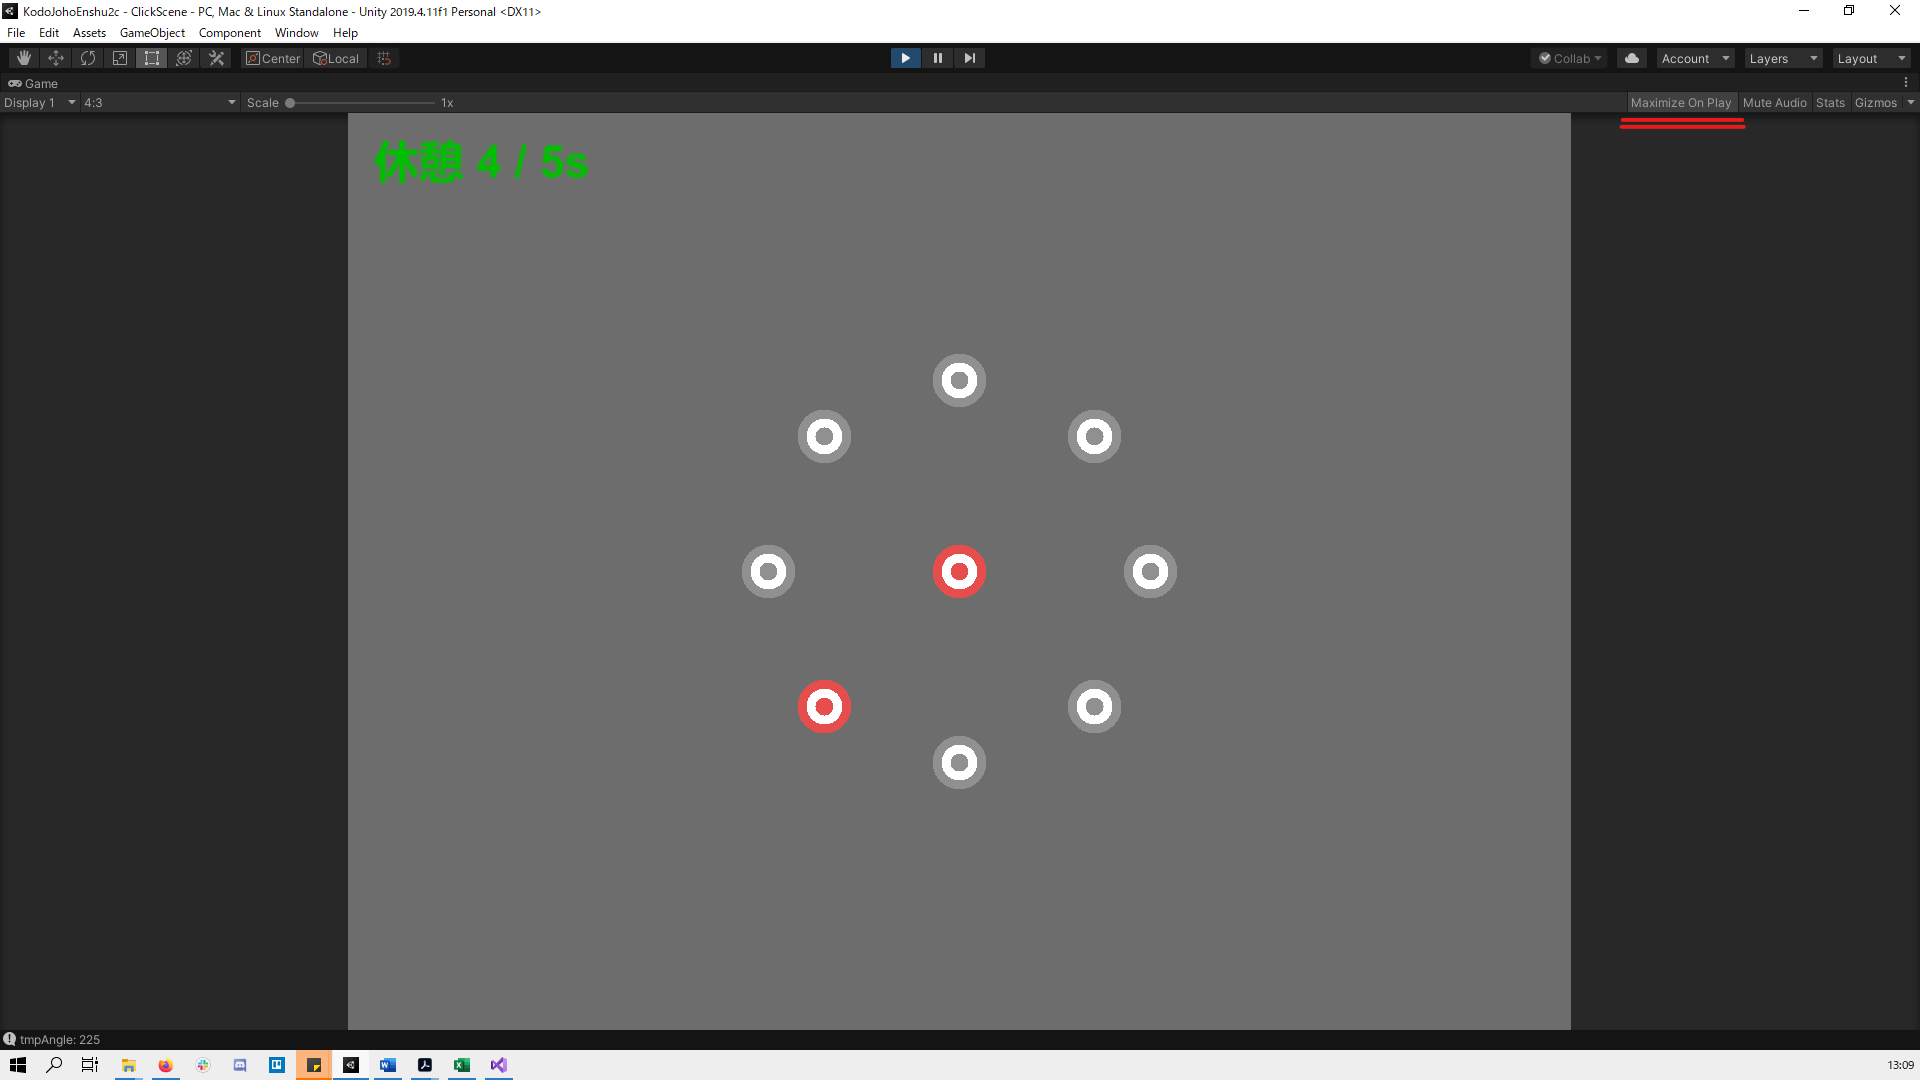 KodoJohoEnshu2c - ClickScene - PC, Mac & Linux Standalone - Unity 2019.4.11f1 Personal <DX11>
File Edit Assets GameObject Component Window Help
Center Local Collab Account Layers Layout
Game
Display 1 4:3 Scale 1x Maximize On Play Mute Audio Stats Gizmos
休憩 4 / 5s
tmpAngle: 225
13:09